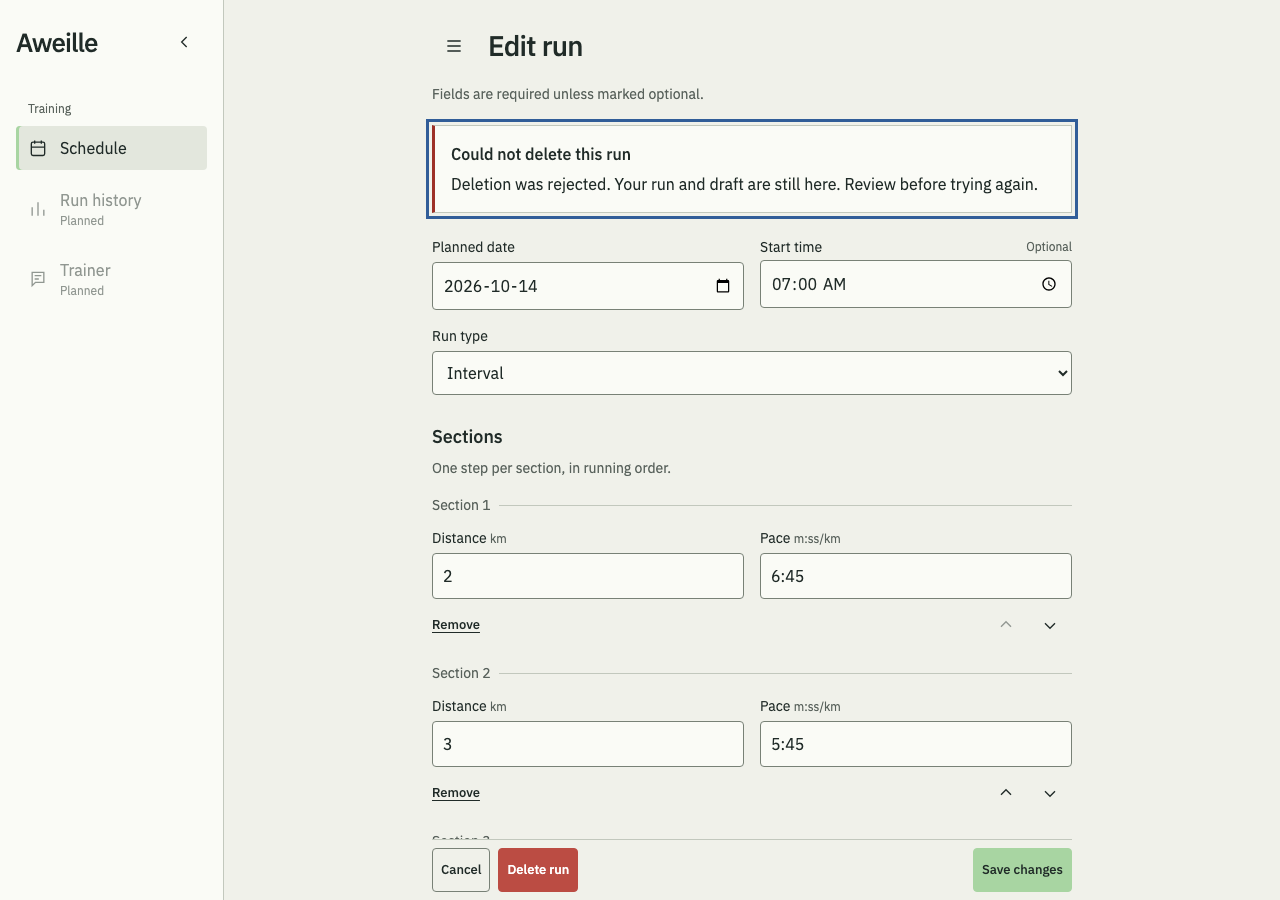 Aweille
Training
Schedule
Run history
Planned
Trainer
Planned
Edit run
Fields are required unless marked optional.
Could not delete this run
Deletion was rejected. Your run and draft are still here. Review before trying again.
Planned date
Start time Optional
2026-10-14
07:00 AM
Run type
Interval
Sections
One step per section, in running order.
Section 1
Distance km
Pace m:ss/km
2
6:45
Remove
Section 2
Distance km
Pace m:ss/km
3
5:45
Remove
Cancel
Delete run
Save changes